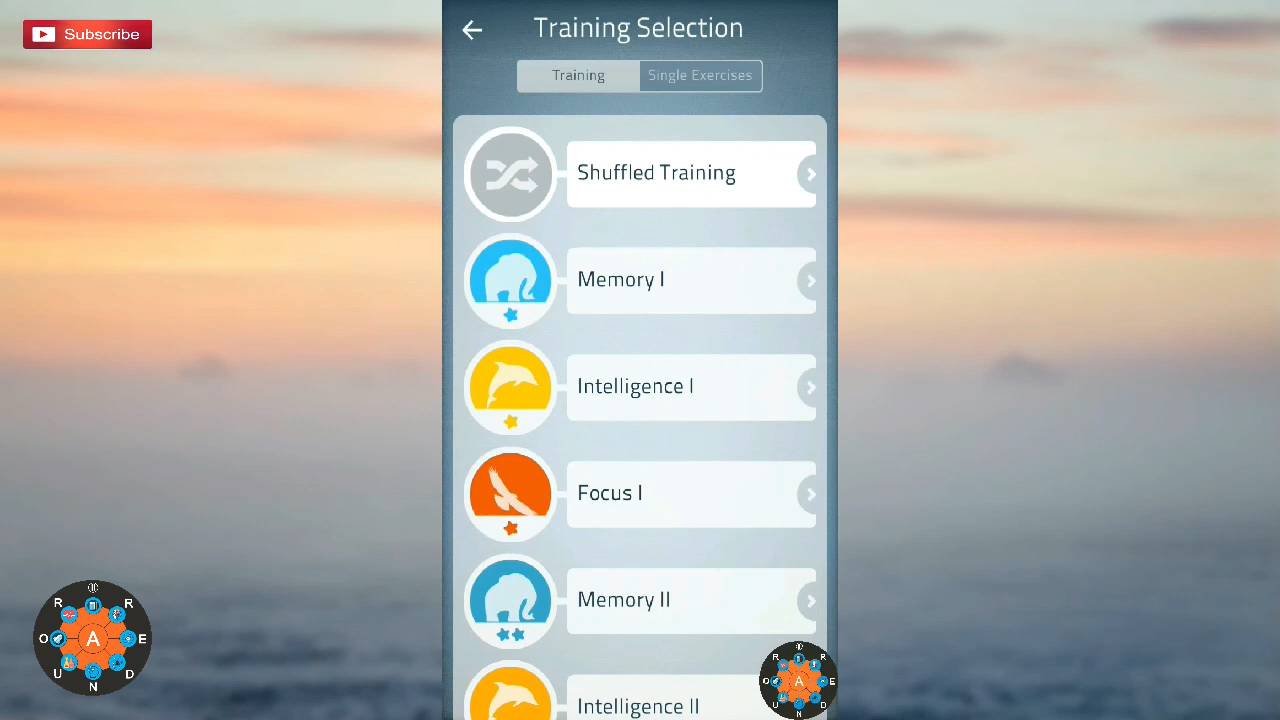 Subscribe
Training Selection
Training
Single Exercises
Shuffled Training
Memory I
Intelligence I
Focus I
Memory II
Intelligence II
A
R
R
O
E
U
D
N
A
R
R
O
E
U
D
N